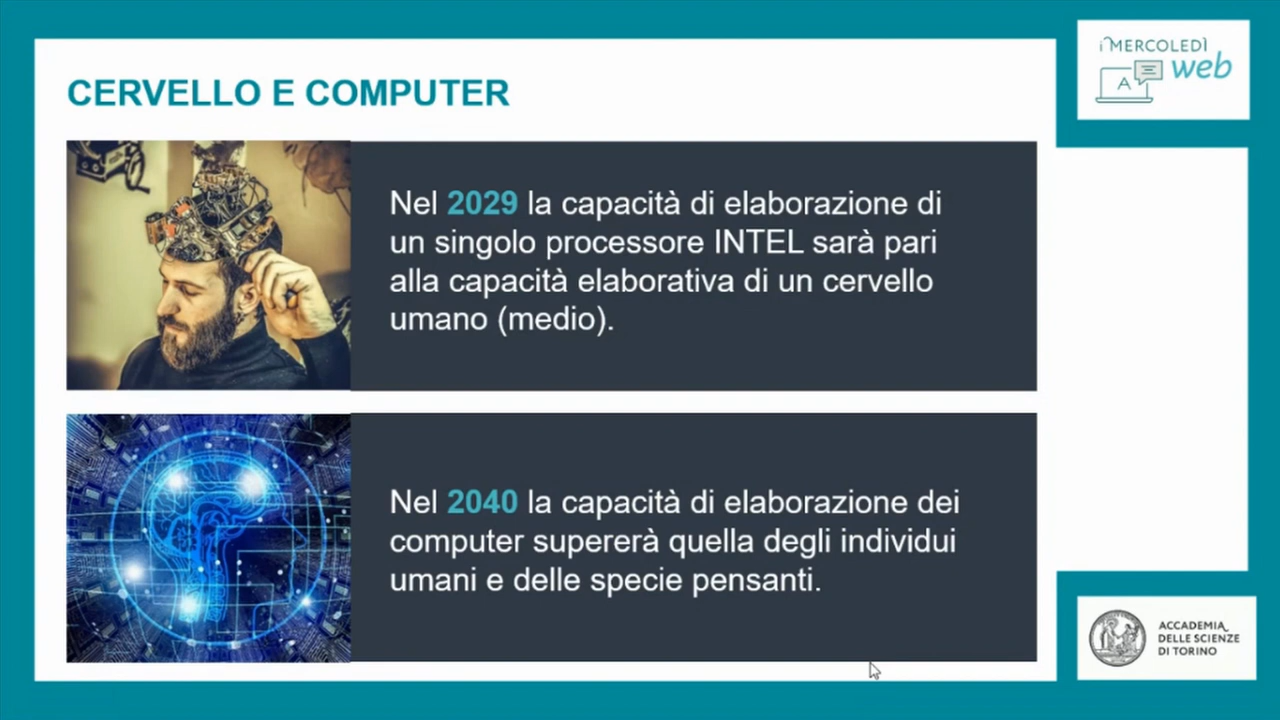 CERVELLO E COMPUTER
Nel 2029 la capacità di elaborazione di
un singolo processore INTEL sarà pari
alla capacità elaborativa di un cervello
umano (medio).
Nel 2040 la capacità di elaborazione dei
computer supererà quella degli individui
umani e delle specie pensanti.
i MERCOLEDÌ
A
web
ACCADEMIA
DELLE SCIENZE
DI TORINO